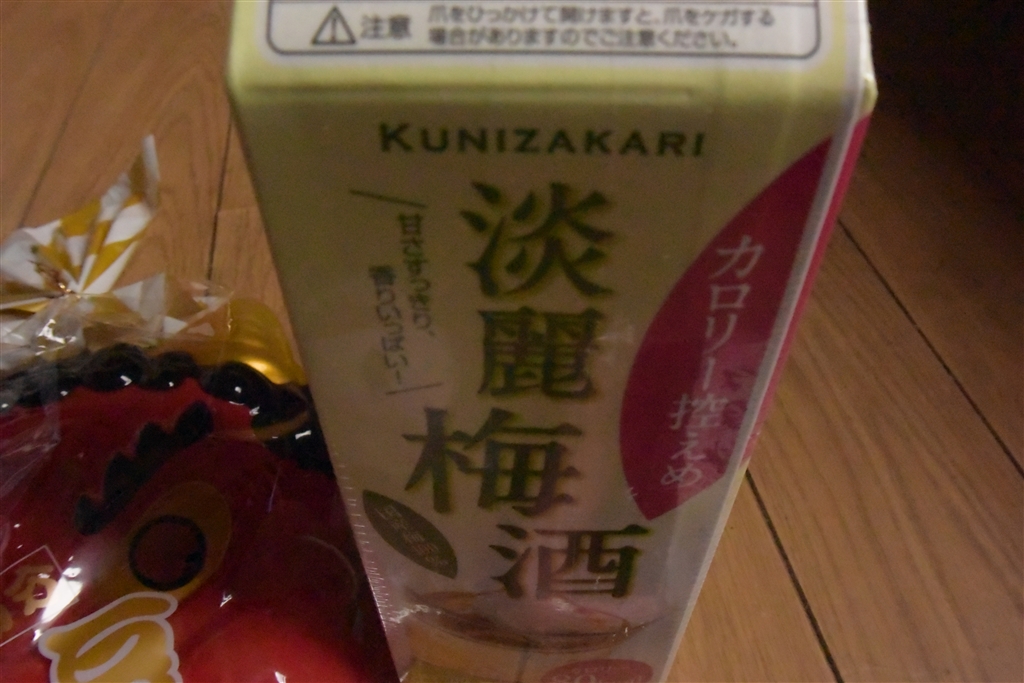 注意
爪をひっかけて開けますと、爪をケガする
場合がありますのでご注意ください。
KUNIZAKARI
淡麗梅酒
甘さすっきり、
香りいっぱい!
カロリー控えめ
80